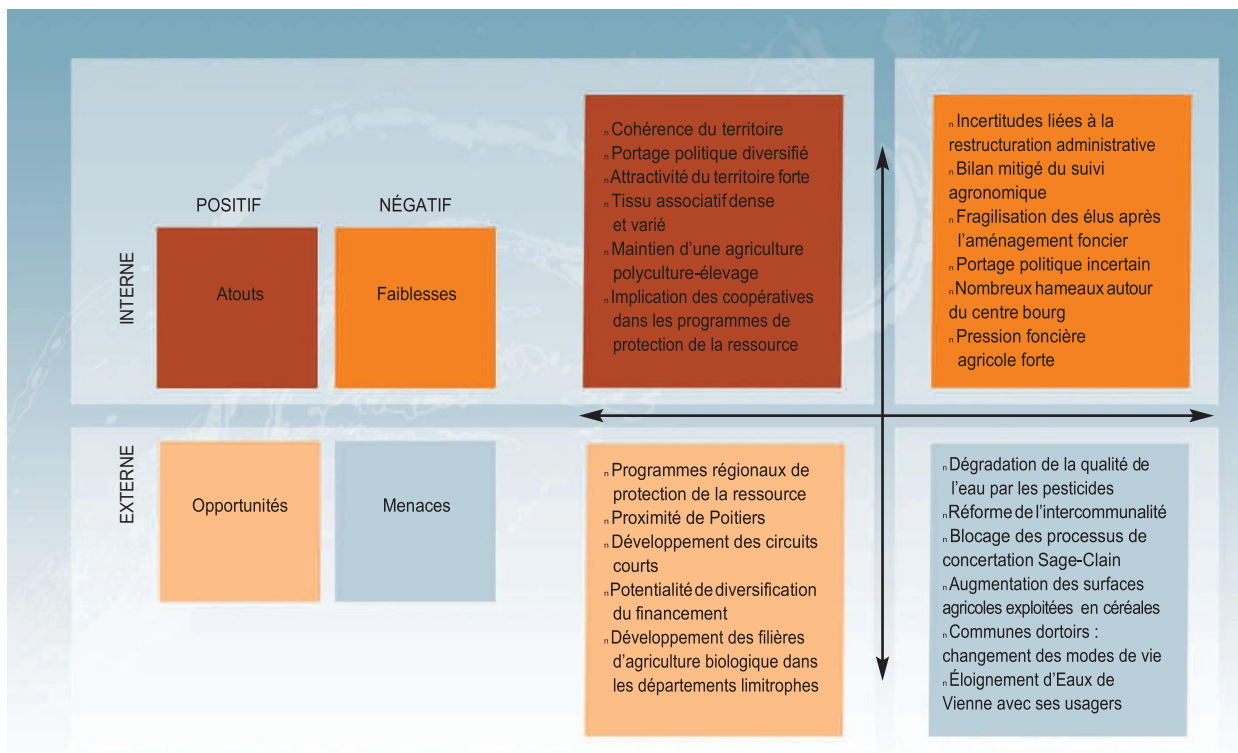 POSITIF
NÉGATIF
INTERNE
Atouts
Faiblesses
EXTERNE
Opportunités
Menaces
n Cohérence du territoire
n Portage politique diversifié
n Attractivité du territoire forte
n Tissu associatif dense
et varié
n Maintien d’une agriculture
polyculture-élevage
n Implication des coopératives
dans les programmes de
protection de la ressource
n Incertitudes liées à la
restructuration administrative
n Bilan mitigé du suivi
agronomique
n Fragilisation des élus après
l’aménagement foncier
n Portage politique incertain
n Nombreux hameaux autour
du centre bourg
n Pression foncière
agricole forte
n Programmes régionaux de
protection de la ressource
n Proximité de Poitiers
n Développement des circuits
courts
n Potentialité de diversification
du financement
n Développement des filières
d’agriculture biologique dans
les départements limitrophes
n Dégradation de la qualité de
l’eau par les pesticides
n Réforme de l’intercommunalité
n Blocage des processus de
concertation Sage-Clain
n Augmentation des surfaces
agricoles exploitées en céréales
n Communes dortoirs :
changement des modes de vie
n Éloignement d’Eaux de
Vienne avec ses usagers